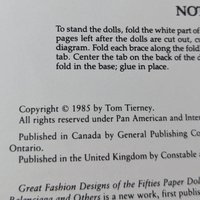 NOT
To stand the dolls, fold the white part of
pages left after the dolls are cut out, c
diagram. Fold each brace along the fold
tab. Center the tab on the back of the d
fold in the base; glue in place.
Copyright © 1985 by Tom Tierney.
All rights reserved under Pan American and Inter
Published in Canada by General Publishing Co
Ontario.
Published in the United Kingdom by Constable a
Great Fashion Designs of the Fifties Paper Doll
Balenciaga and Others is a new work, first publis